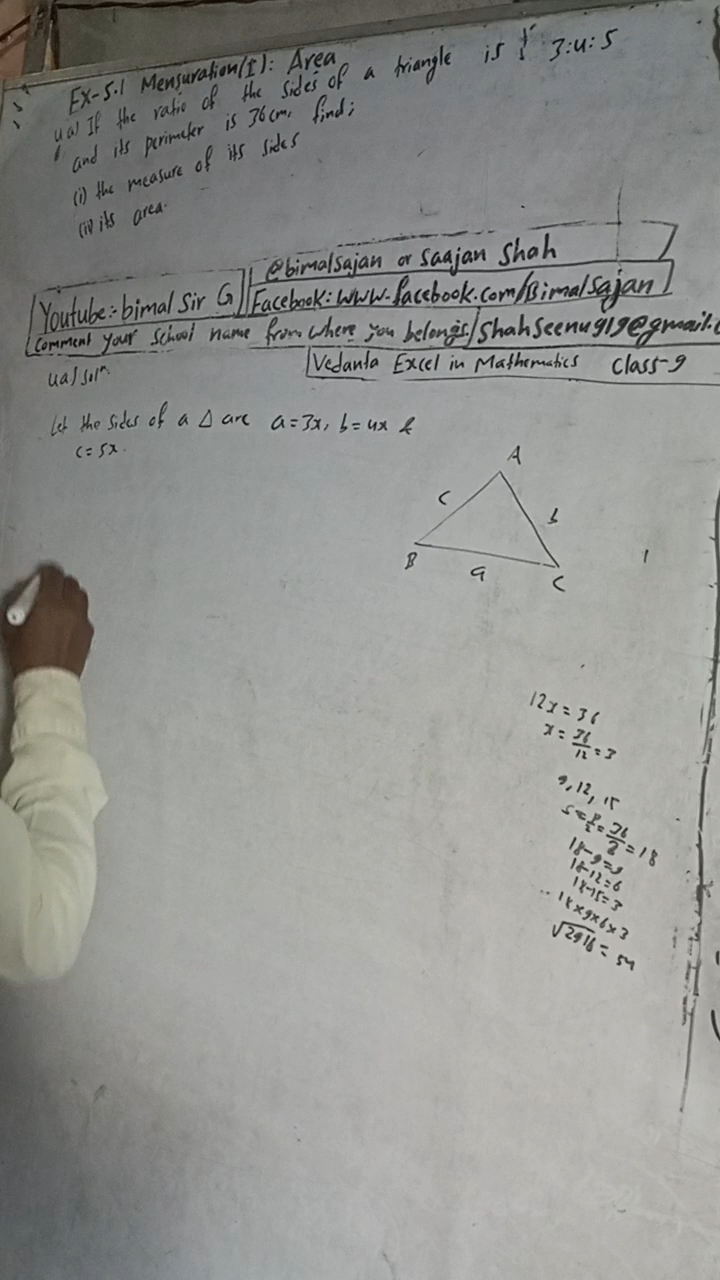 Ex-5.1 Mensuration(I): Area
4a) If the ratio of the sides of a triangle is 3:4:5
and its perimeter is 36cm, find;
(i) the measure of its sides
(ii) its area.
@bimalsajan or Saajan Shah
Youtube:- bimal Sir G
Facebook: www.facebook.com/Bimalsajan
Comment your School name from where you belongs/
shahseenu919@gmail.c
Vedanta Excel in Mathematics Class-9
4a) Solⁿ.
Let the sides of a △ are a=3x, b=4x &
c=5x.
A
c
b
B
a
C
12x=36
x=36/12=3
9, 12, 15
s=P/2=36/2=18
18-9=9
18-12=6
18-15=3
18×9×6×3
√2916=54